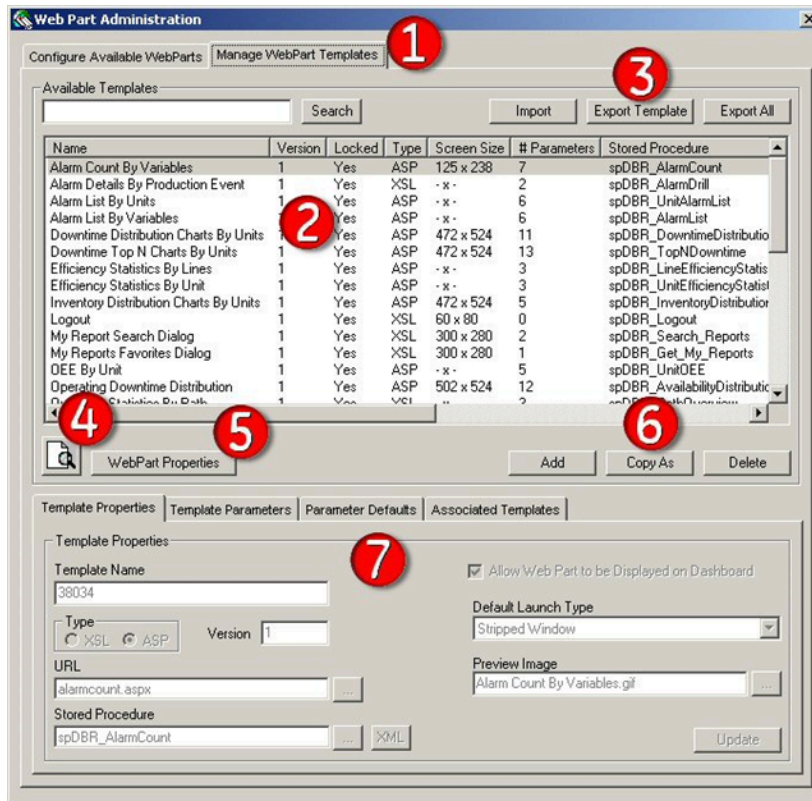 Web Part Administration
1
Configure Available WebParts Manage WebPart Templates
3
Available Templates
Search Import Export Template Export All
Name Version Locked Type Screen Size # Parameters Stored Procedure
Alarm Count By Variables 1 Yes ASP 125 x 238 7 spDBR_AlarmCount
Alarm Details By Production Event 1 Yes XSL - x - 2 spDBR_AlarmDrill
Alarm List By Units 1 Yes ASP - x - 6 spDBR_UnitAlarmList
2
Alarm List By Variables Yes ASP - x - 6 spDBR_AlarmList
Downtime Distribution Charts By Units Yes ASP 472 x 524 11 spDBR_DowntimeDistributio
Downtime Top N Charts By Units 1 Yes ASP 472 x 524 13 spDBR_TopNDowntime
Efficiency Statistics By Lines 1 Yes ASP - x - 3 spDBR_LineEfficiencyStatis
Efficiency Statistics By Unit 1 Yes ASP - x - 3 spDBR_UnitEfficiencyStatist
Inventory Distribution Charts By Units 1 Yes ASP 472 x 524 5 spDBR_InventoryDistribution
Logout 1 Yes XSL 60 x 80 0 spDBR_Logout
My Report Search Dialog 1 Yes XSL 300 x 280 2 spDBR_Search_Reports
My Reports Favorites Dialog 1 Yes XSL 300 x 280 1 spDBR_Get_My_Reports
OEE By Unit 1 Yes ASP - x - 5 spDBR_UnitOEE
Operating Downtime Distribution 1 Yes ASP 502 x 524 12 spDBR_AvailabilityDistributic
4
5
6
WebPart Properties Add Copy As Delete
Template Properties Template Parameters Parameter Defaults Associated Templates
Template Properties
7
Template Name
38034
Allow Web Part to be Displayed on Dashboard
Type
XSL ASP Version 1
Default Launch Type
Stripped Window
URL
alarmcount.aspx ...
Preview Image
Alarm Count By Variables.gif ...
Stored Procedure
spDBR_AlarmCount ... XML Update